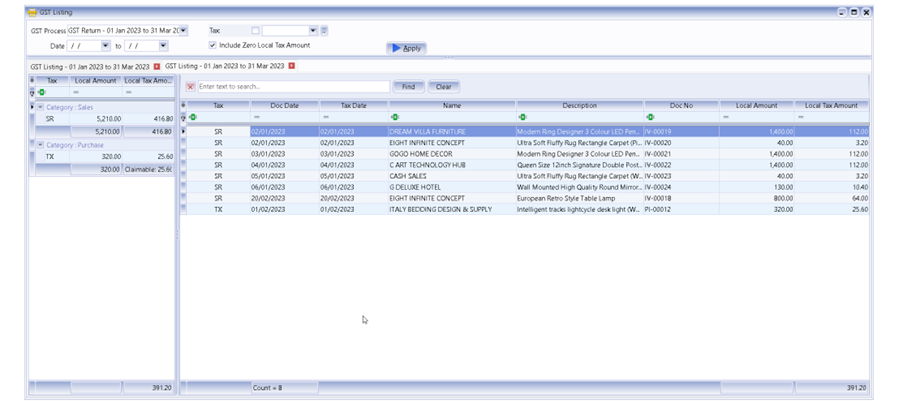 GST Listing
GST Process GST Return - 01 Jan 2023 to 31 Mar 20 Tax:
Date / / to / / Include Zero Local Tax Amount Apply
GST Listing - 01 Jan 2023 to 31 Mar 2023 GST Listing - 01 Jan 2023 to 31 Mar 2023
Tax Local Amount Local Tax Amo...
= =
Category : Sales
SR 5,210.00 416.80
5,210.00 416.80
Category : Purchase
TX 320.00 25.60
320.00 Claimable: 25.60
391.20
Enter text to search... Find Clear
Tax Doc Date Tax Date Name Description Doc No Local Amount Local Tax Amount
= = = =
SR 02/01/2023 02/01/2023 DREAM VILLA FURNITURE Modern Ring Designer 3 Colour LED Pen... IV-00019 1,400.00 112.00
SR 02/01/2023 02/01/2023 EIGHT INFINITE CONCEPT Ultra Soft Fluffy Rug Rectangle Carpet (Pi... IV-00020 40.00 3.20
SR 03/01/2023 03/01/2023 GOGO HOME DECOR Modern Ring Designer 3 Colour LED Pen... IV-00021 1,400.00 112.00
SR 04/01/2023 04/01/2023 C ART TECHNOLOGY HUB Queen Size 12inch Signature Double Post... IV-00022 1,400.00 112.00
SR 05/01/2023 05/01/2023 CASH SALES Ultra Soft Fluffy Rug Rectangle Carpet (W... IV-00023 40.00 3.20
SR 06/01/2023 06/01/2023 G DELUXE HOTEL Wall Mounted High Quality Round Mirror... IV-00024 130.00 10.40
SR 20/02/2023 20/02/2023 EIGHT INFINITE CONCEPT European Retro Style Table Lamp IV-00018 800.00 64.00
TX 01/02/2023 01/02/2023 ITALY BEDDING DESIGN & SUPPLY Intelligent tracks lightcycle desk light (W... PI-00012 320.00 25.60
Count = 8 391.20